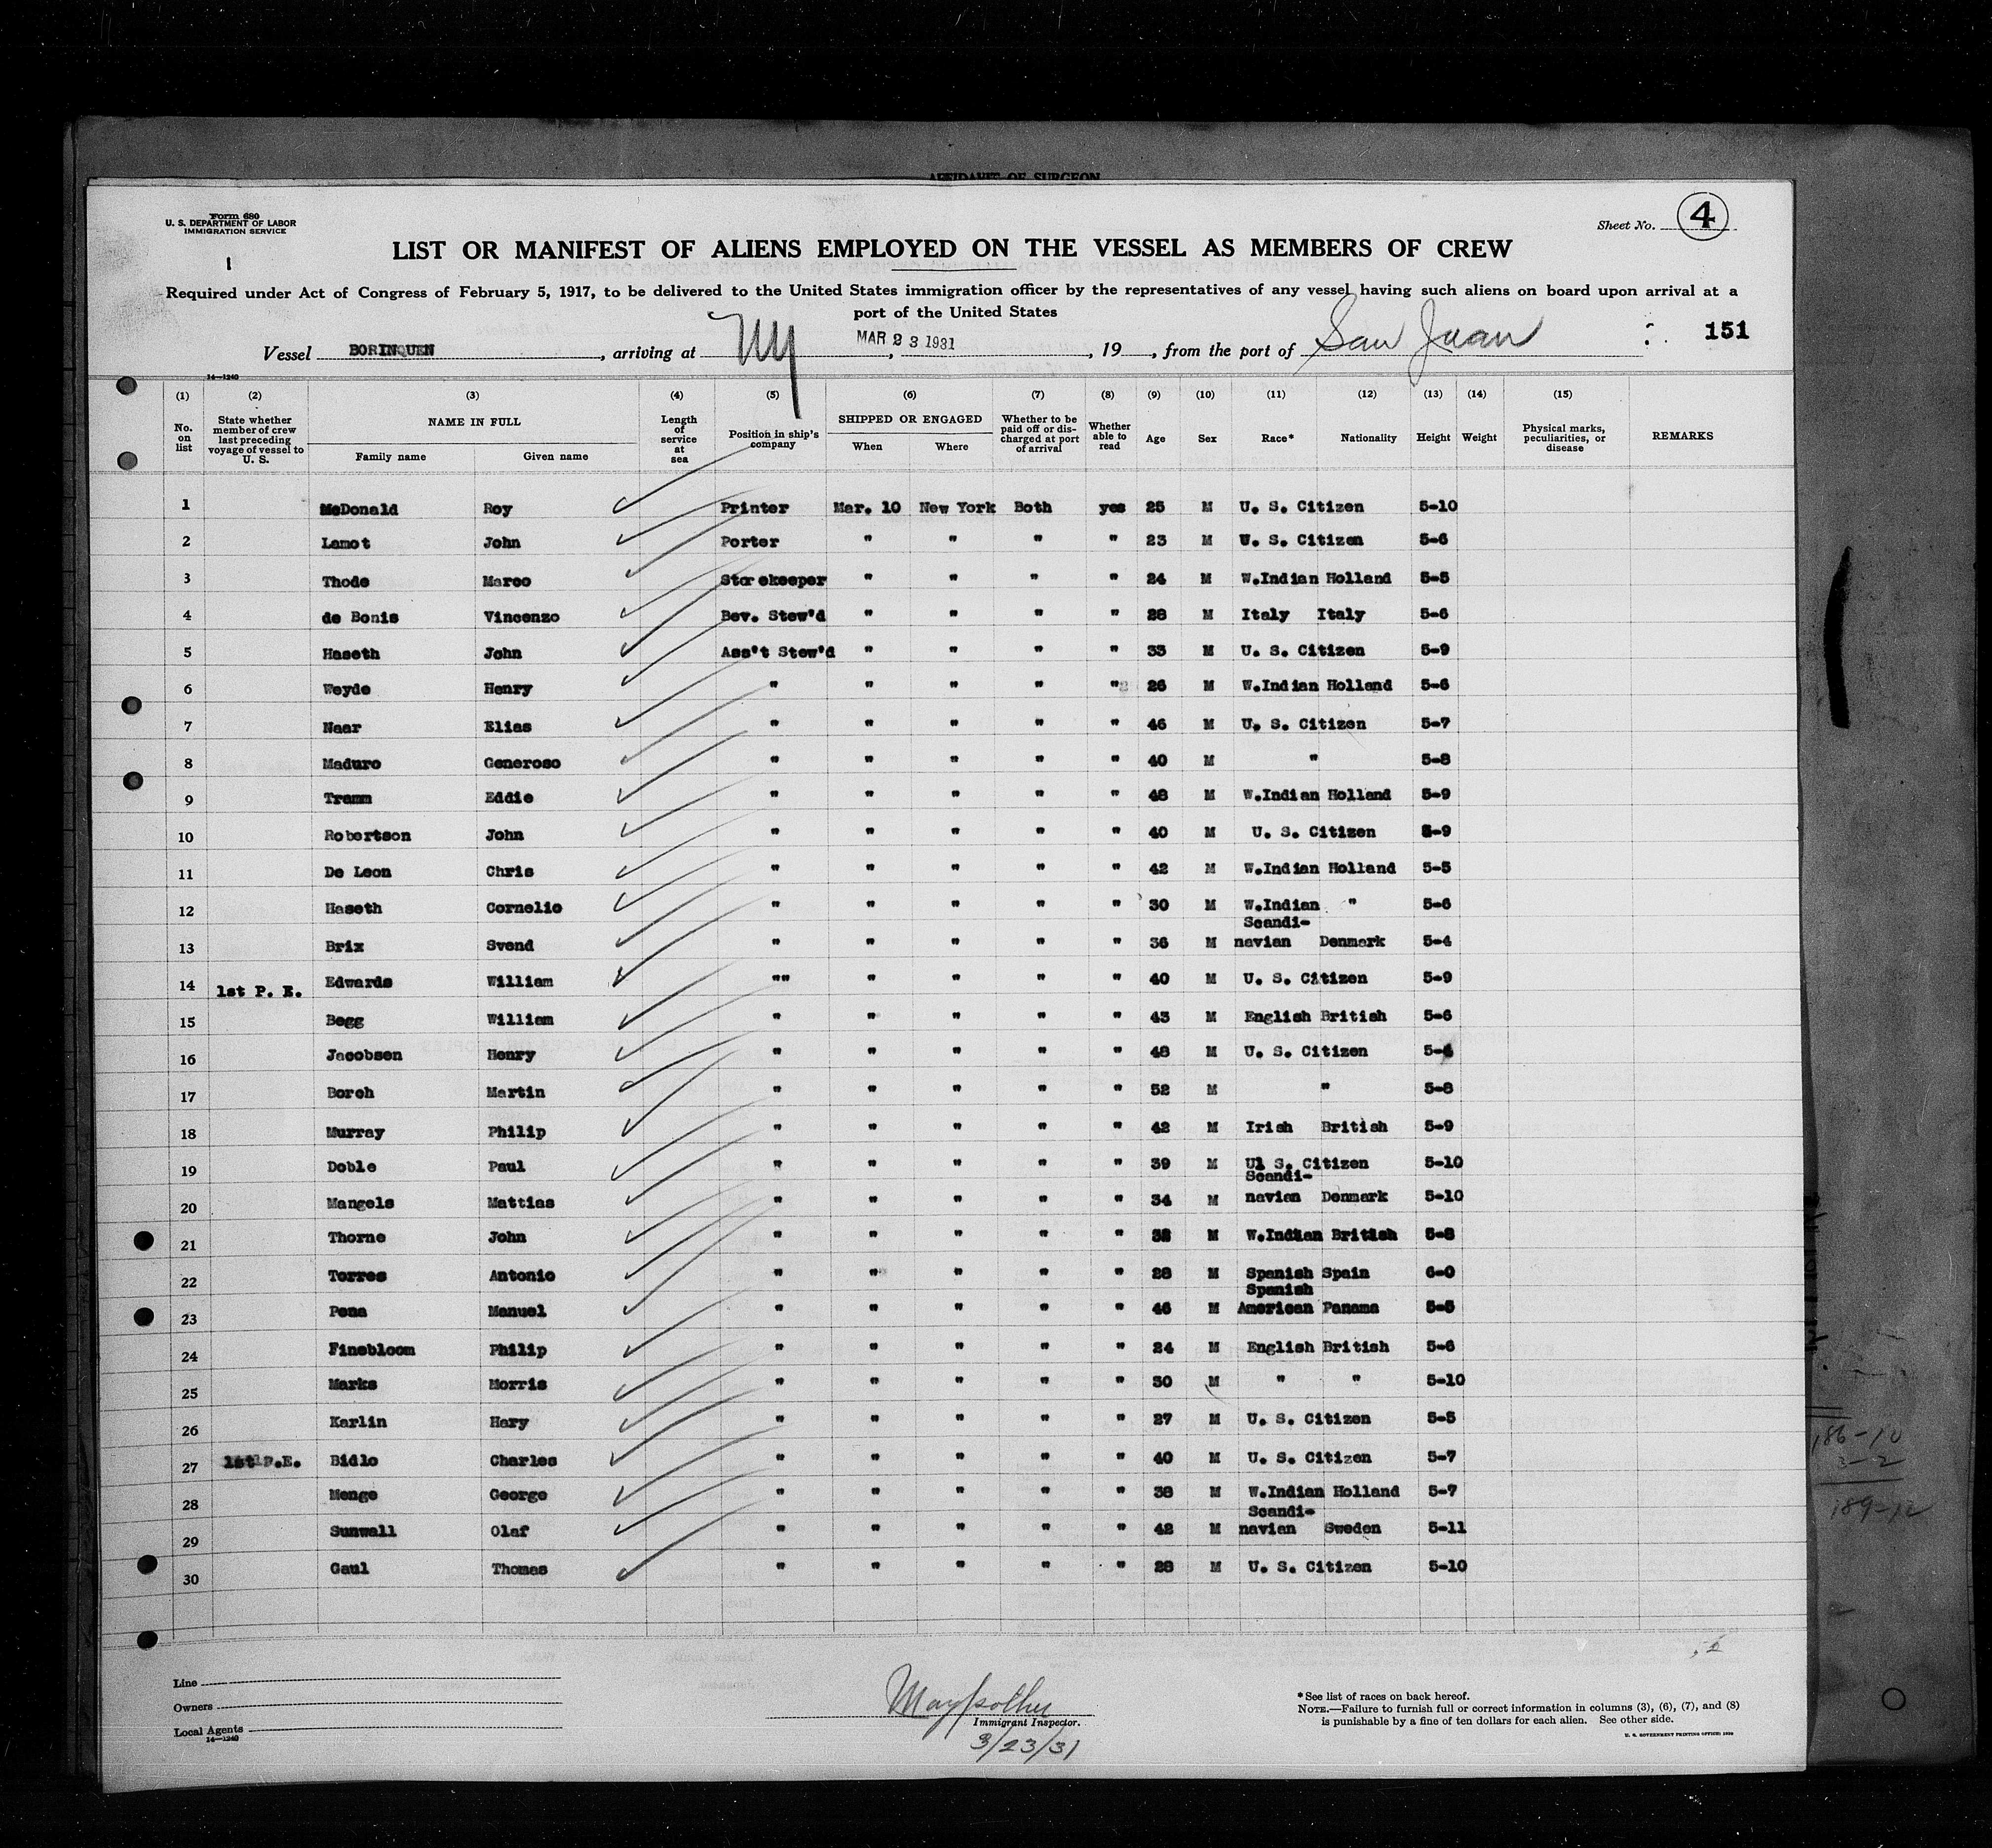 AFFIDAVIT OF SURGEON
Form 680
U. S. DEPARTMENT OF LABOR
IMMIGRATION SERVICE
Sheet No. 4
LIST OR MANIFEST OF ALIENS EMPLOYED ON THE VESSEL AS MEMBERS OF CREW
Required under Act of Congress of February 5, 1917, to be delivered to the United States immigration officer by the representatives of any vessel having such aliens on board upon arrival at a
port of the United States
Vessel BORINQUEN, arriving at NY, MAR 23 1931, 19, from the port of San Juan 151
14—1240
(1) (2) (3) (4) (5) (6) (7) (8) (9) (10) (11) (12) (13) (14) (15)
No. on list State whether member of crew last preceding voyage of vessel to U. S. NAME IN FULL Family name Given name Length of service at sea Position in ship's company SHIPPED OR ENGAGED When Where Whether to be paid off or discharged at port of arrival Whether able to read Age Sex Race* Nationality Height Weight Physical marks, peculiarities, or disease REMARKS
1 McDonald Roy Printer Mar. 10 New York Both yes 25 M U. S. Citizen 5-10
2 Lamot John Porter " " " " 23 M U. S. Citizen 5-6
3 Thode Marco Storekeeper " " " " 24 M W.Indian Holland 5-5
4 de Bonis Vincenzo Bev. Stew'd " " " " 28 M Italy Italy 5-6
5 Haseth John Ass't Stew'd " " " " 33 M U. S. Citizen 5-9
6 Weyde Henry " " " " " 26 M W.Indian Holland 5-6
7 Naar Elias " " " " " 46 M U. S. Citizen 5-7
8 Maduro Generoso " " " " " 40 M " 5-8
9 Tramm Eddie " " " " " 48 M W.Indian Holland 5-9
10 Robertson John " " " " " 40 M U. S. Citizen 5-9
11 De Leon Chris " " " " " 42 M W.Indian Holland 5-5
12 Haseth Cornelio " " " " " 30 M W.Indian " 5-6
13 Brix Svend " " " " " 36 M Scandi-navian Denmark 5-4
14 1st P. E. Edwards William "" " " " " 40 M U. S. Citizen 5-9
15 Begg William " " " " " 43 M English British 5-6
16 Jacobsen Henry " " " " " 48 M U. S. Citizen 5-4
17 Borch Martin " " " " " 52 M " 5-8
18 Murray Philip " " " " " 42 M Irish British 5-9
19 Doble Paul " " " " " 39 M Ul S. Citizen 5-10
20 Mangels Mattias " " " " " 34 M Scandi-navian Denmark 5-10
21 Thorne John " " " " " 32 M W.Indian British 5-8
22 Torres Antonio " " " " " 28 M Spanish Spain 6-0
23 Pena Manuel " " " " " 46 M Spanish American Panama 5-5
24 Finebloom Philip " " " " " 24 M English British 5-6
25 Marks Morris " " " " " 30 M " " 5-10
26 Karlin Hary " " " " " 27 M U. S. Citizen 5-5
27 1st P.E. Bidlo Charles " " " " " 40 M U. S. Citizen 5-7
28 Menge George " " " " " 38 M W.Indian Holland 5-7
29 Sunwall Olaf " " " " " 42 M Scandi-navian Sweden 5-11
30 Gaul Thomas " " " " " 28 M U. S. Citizen 5-10
186-10
3-2
189-12
Line
Owners
Local Agents
14—1240
Immigrant Inspector.
3/23/31
*See list of races on back hereof.
NOTE.—Failure to furnish full or correct information in columns (3), (6), (7), and (8)
is punishable by a fine of ten dollars for each alien. See other side.